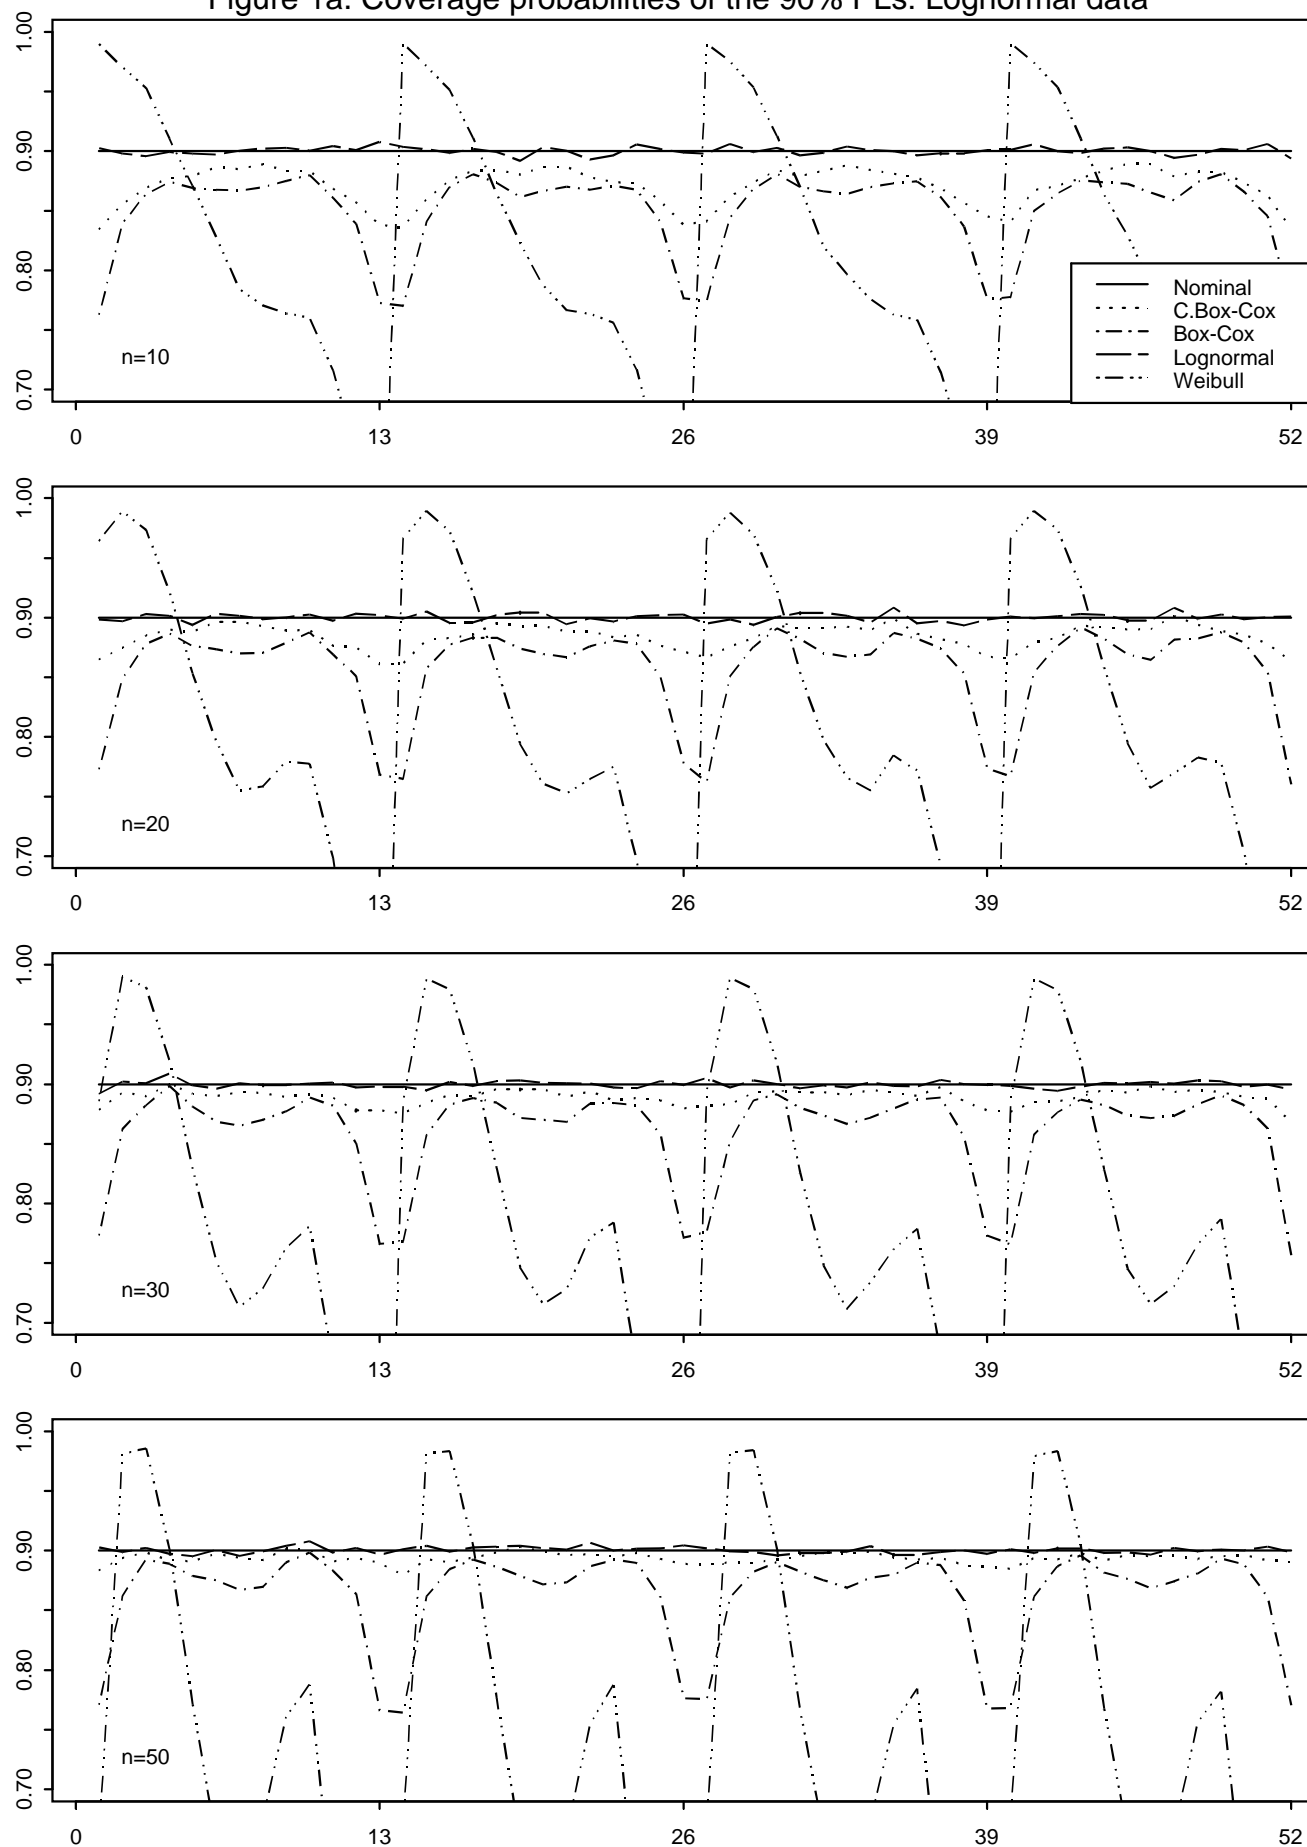 Figure 1a: Coverage probabilities of the 90% PLs: Lognormal data
1.00
0.90
0.80
0.70
n=10
Nominal
C.Box-Cox
Box-Cox
Lognormal
Weibull
0 13 26 39 52
1.00
0.90
0.80
0.70
n=20
0 13 26 39 52
1.00
0.90
0.80
0.70
n=30
0 13 26 39 52
1.00
0.90
0.80
0.70
n=50
0 13 26 39 52